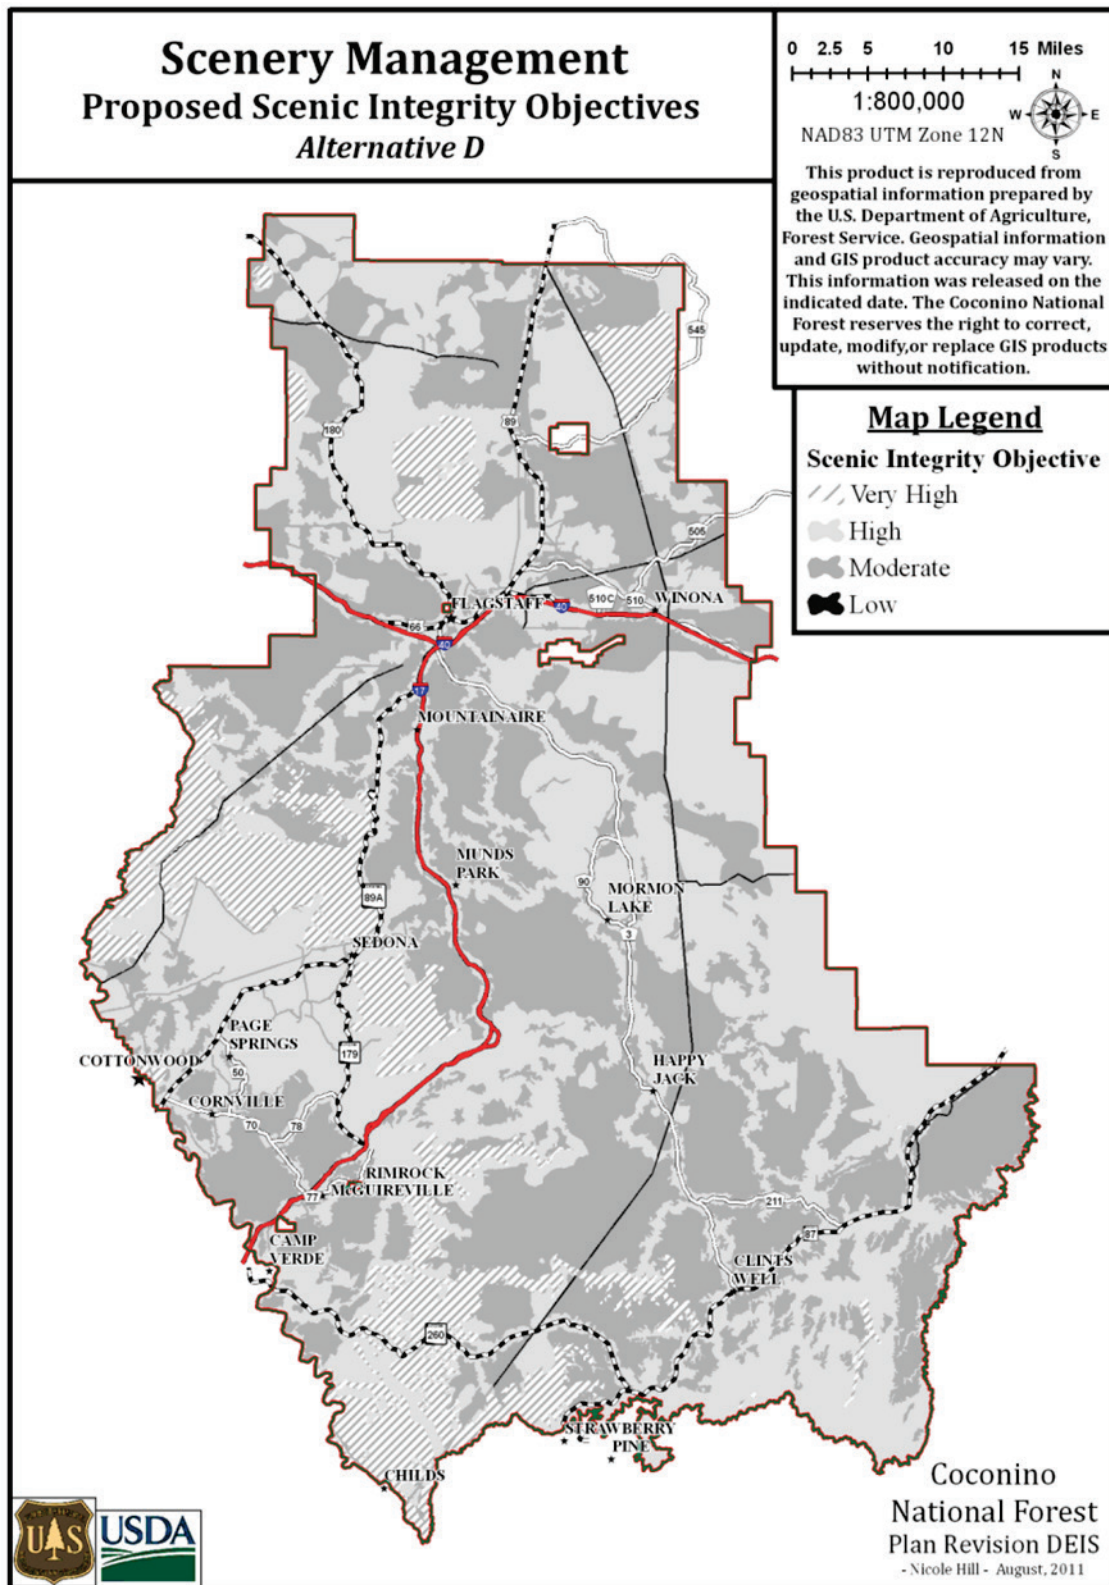 Scenery Management
Proposed Scenic Integrity Objectives
Alternative D
0 2.5 5 10 15 Miles
1:800,000
NAD83 UTM Zone 12N
N
W E
S
This product is reproduced from
geospatial information prepared by
the U.S. Department of Agriculture,
Forest Service. Geospatial information
and GIS product accuracy may vary.
This information was released on the
indicated date. The Coconino National
Forest reserves the right to correct,
update, modify,or replace GIS products
without notification.
Map Legend
Scenic Integrity Objective
Very High
High
Moderate
Low
545
180
89
505
510C
510
WINONA
40
FLAGSTAFF
66
40
17
MOUNTAINAIRE
MUNDS
PARK
90
MORMON
LAKE
3
89A
SEDONA
PAGE
SPRINGS
COTTONWOOD
179
50
CORNVILLE
70
78
HAPPY
JACK
RIMROCK
McGUIREVILLE
77
211
87
CAMP
VERDE
CLINTS
WELL
260
STRAWBERRY
PINE
CHILDS
Coconino
National Forest
Plan Revision DEIS
- Nicole Hill - August, 2011
U S
USDA